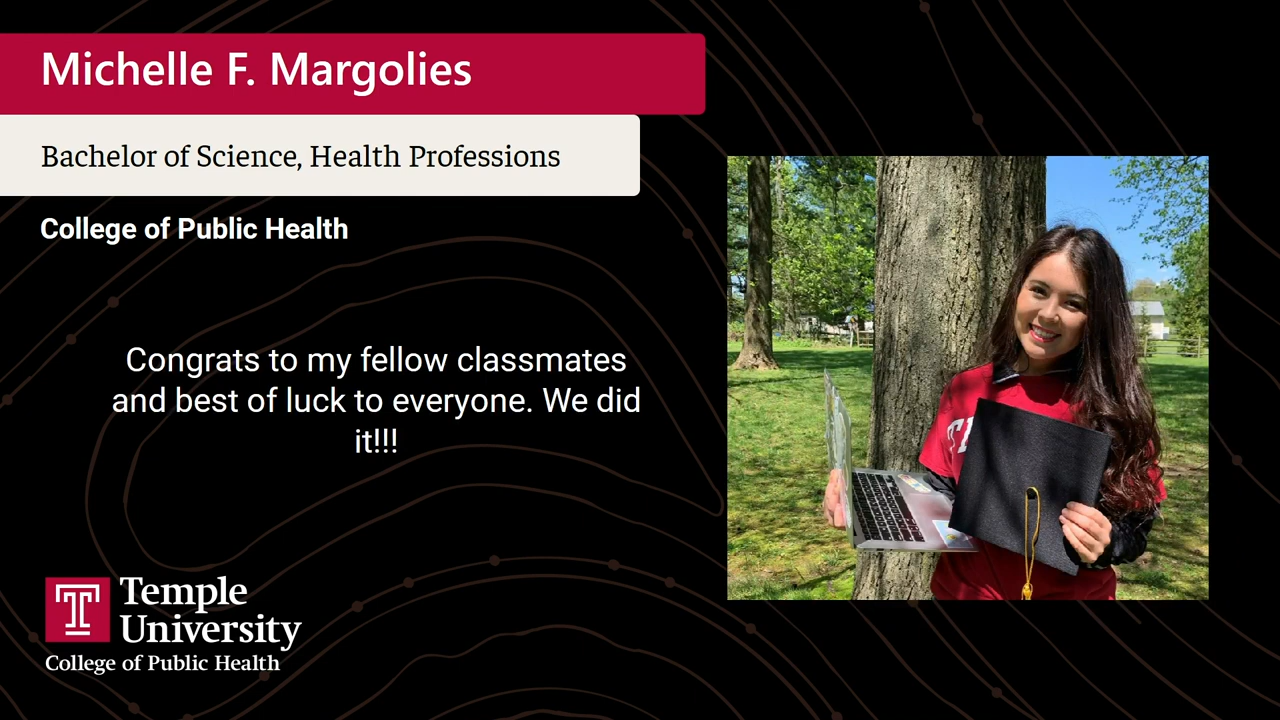 Michelle F. Margolies
Bachelor of Science, Health Professions
College of Public Health
Congrats to my fellow classmates
and best of luck to everyone. We did
it!!!
T
Temple
University
College of Public Health